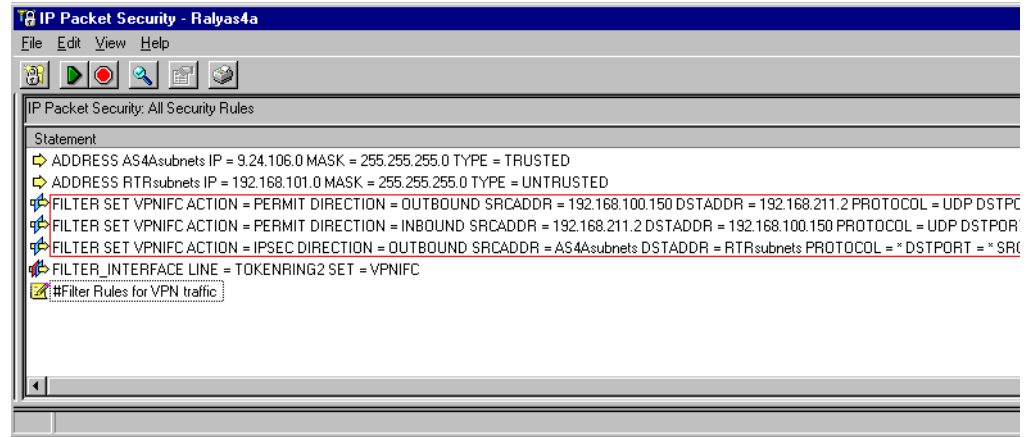 IP Packet Security - Ralyas4a
File Edit View Help
IP Packet Security: All Security Rules
Statement
ADDRESS AS4Asubnets IP = 9.24.106.0 MASK = 255.255.255.0 TYPE = TRUSTED
ADDRESS RTRsubnets IP = 192.168.101.0 MASK = 255.255.255.0 TYPE = UNTRUSTED
FILTER SET VPNIFC ACTION = PERMIT DIRECTION = OUTBOUND SRCADDR = 192.168.100.150 DSTADDR = 192.168.211.2 PROTOCOL = UDP DSTPO
FILTER SET VPNIFC ACTION = PERMIT DIRECTION = INBOUND SRCADDR = 192.168.211.2 DSTADDR = 192.168.100.150 PROTOCOL = UDP DSTPOR
FILTER SET VPNIFC ACTION = IPSEC DIRECTION = OUTBOUND SRCADDR = AS4Asubnets DSTADDR = RTRsubnets PROTOCOL = * DSTPORT = * SRC
FILTER_INTERFACE LINE = TOKENRING2 SET = VPNIFC
#Filter Rules for VPN traffic